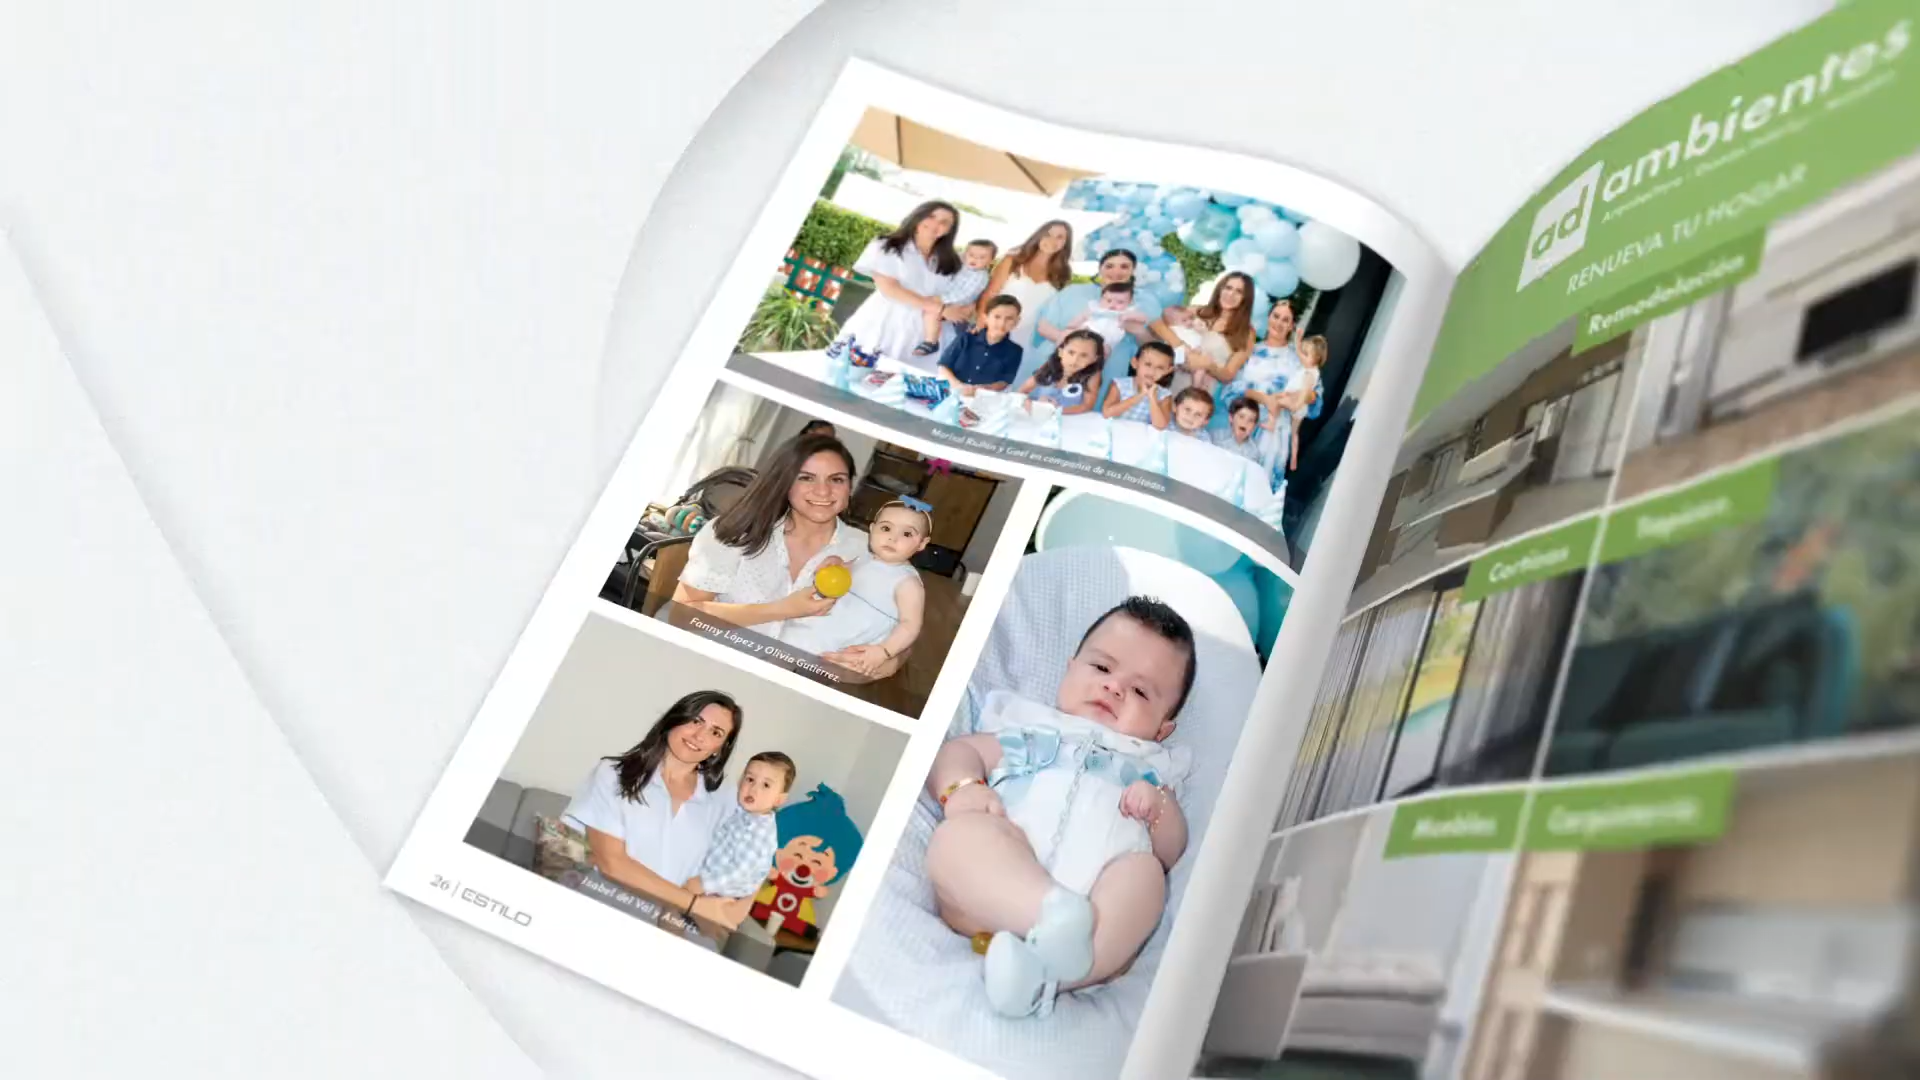 Marisol Rullán y Gael en compañía de sus invitados.
Fanny López y Olivia Gutiérrez.
Isabel del Val y Andrés.
26 | ESTILO
ad ambientes
RENUEVA TU HOGAR
Remodelación
Cortinas
Tapices
Muebles
Carpintería